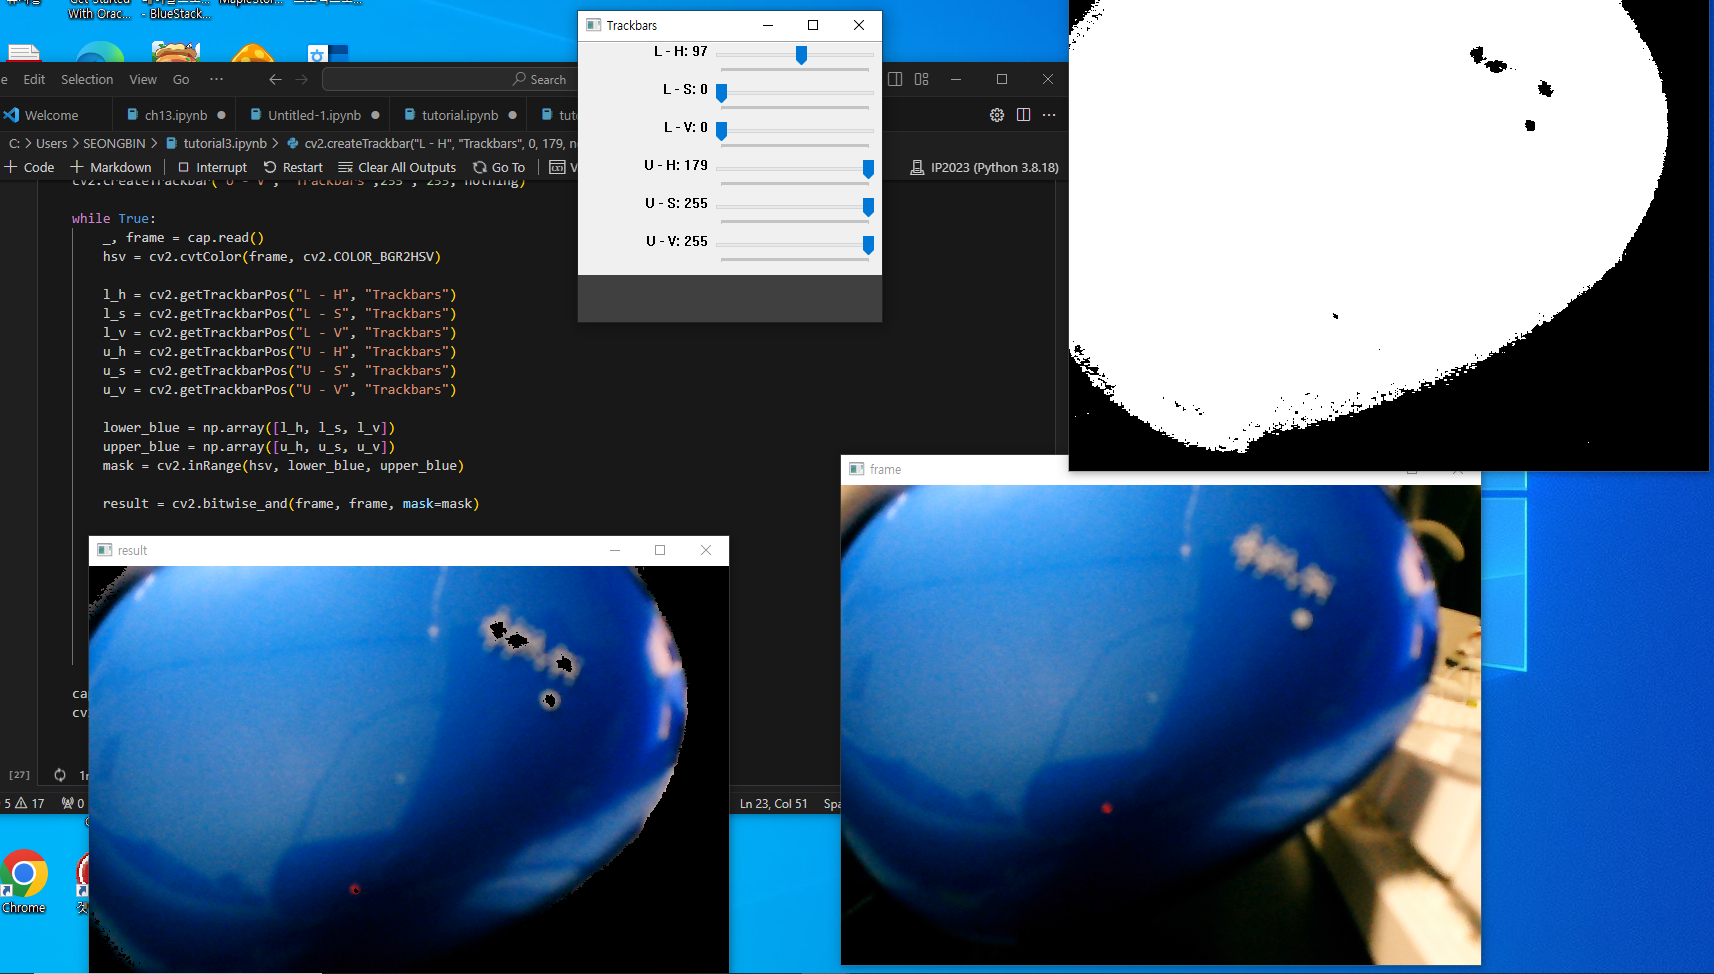 With Orac...
- BlueStack...
Trackbars
L - H: 97
L - S: 0
L - V: 0
U - H: 179
U - S: 255
U - V: 255
e Edit Selection View Go ···
Search
Welcome
ch13.ipynb
Untitled-1.ipynb
tutorial.ipynb
tut
C: > Users > SEONGBIN > tutorial3.ipynb > cv2.createTrackbar("L - H", "Trackbars", 0, 179, n
+ Code + Markdown Interrupt Restart Clear All Outputs Go To V
IP2023 (Python 3.8.18)
cv2.createTrackbar("U - V", "Trackbars",255 , 255, nothing)
while True:
_, frame = cap.read()
hsv = cv2.cvtColor(frame, cv2.COLOR_BGR2HSV)
l_h = cv2.getTrackbarPos("L - H", "Trackbars")
l_s = cv2.getTrackbarPos("L - S", "Trackbars")
l_v = cv2.getTrackbarPos("L - V", "Trackbars")
u_h = cv2.getTrackbarPos("U - H", "Trackbars")
u_s = cv2.getTrackbarPos("U - S", "Trackbars")
u_v = cv2.getTrackbarPos("U - V", "Trackbars")
lower_blue = np.array([l_h, l_s, l_v])
upper_blue = np.array([u_h, u_s, u_v])
mask = cv2.inRange(hsv, lower_blue, upper_blue)
result = cv2.bitwise_and(frame, frame, mask=mask)
frame
result
ca
cv
[27]
5 17 0
Ln 23, Col 51 Spa
Chrome